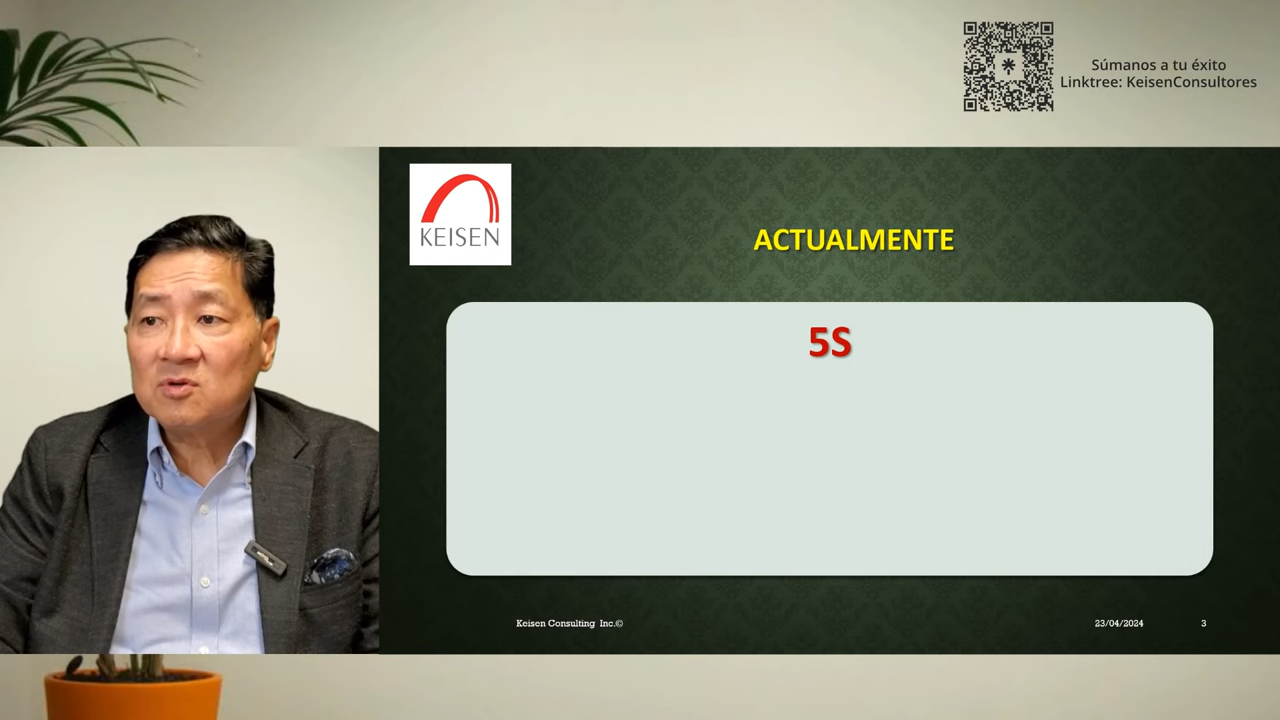 Súmanos a tu éxito
Linktree: KeisenConsultores
KEISEN
ACTUALMENTE
5S
Keisen Consulting Inc.©
23/04/2024
3